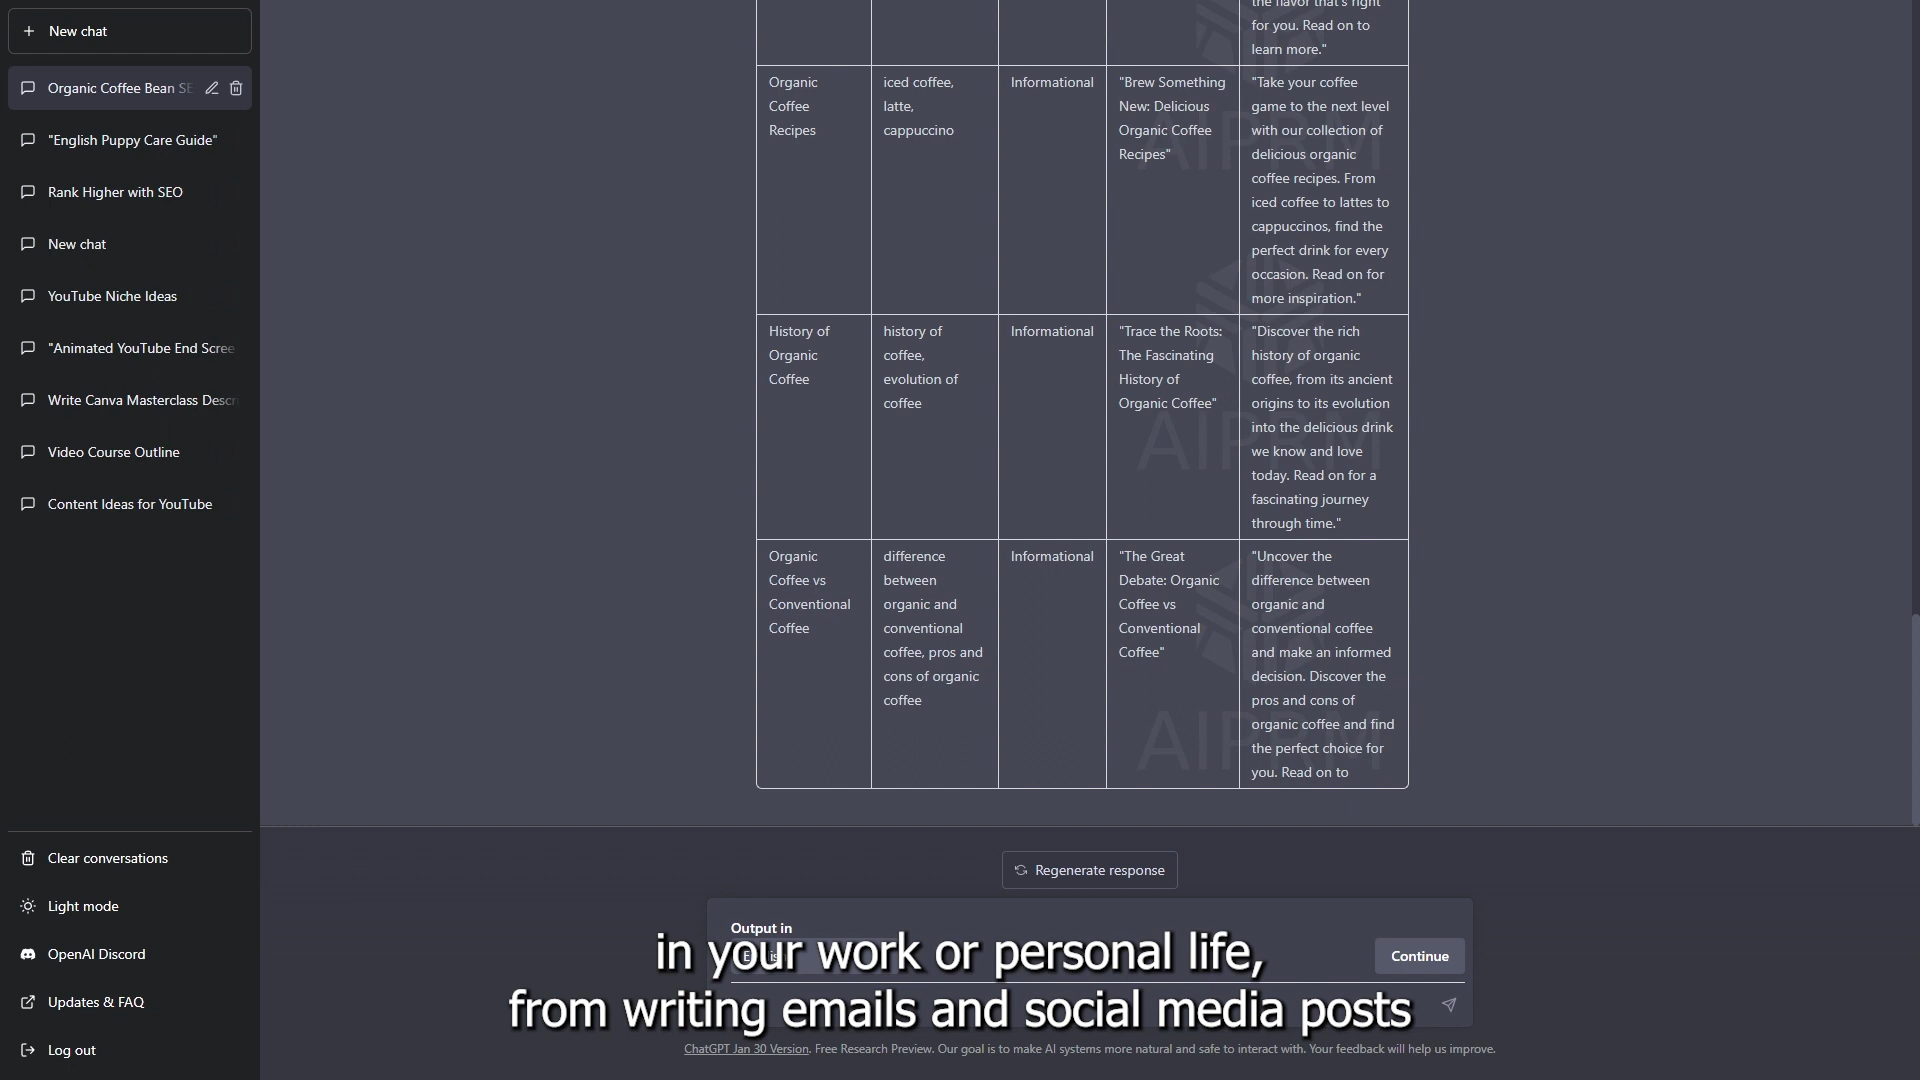 New chat
Organic Coffee Bean SE
"English Puppy Care Guide"
Rank Higher with SEO
New chat
YouTube Niche Ideas
"Animated YouTube End Scree
Write Canva Masterclass Descri
Video Course Outline
Content Ideas for YouTube
Clear conversations
Light mode
OpenAI Discord
Updates & FAQ
Log out
the flavor that's right
for you. Read on to
learn more."
Organic
Coffee
Recipes
iced coffee,
latte,
cappuccino
Informational
"Brew Something
New: Delicious
Organic Coffee
Recipes"
"Take your coffee
game to the next level
with our collection of
delicious organic
coffee recipes. From
iced coffee to lattes to
cappuccinos, find the
perfect drink for every
occasion. Read on for
more inspiration."
History of
Organic
Coffee
history of
coffee,
evolution of
coffee
Informational
"Trace the Roots:
The Fascinating
History of
Organic Coffee"
"Discover the rich
history of organic
coffee, from its ancient
origins to its evolution
into the delicious drink
we know and love
today. Read on for a
fascinating journey
through time."
Organic
Coffee vs
Conventional
Coffee
difference
between
organic and
conventional
coffee, pros and
cons of organic
coffee
Informational
"The Great
Debate: Organic
Coffee vs
Conventional
Coffee"
"Uncover the
difference between
organic and
conventional coffee
and make an informed
decision. Discover the
pros and cons of
organic coffee and find
the perfect choice for
you. Read on to
AIPRM
AIPRM
AIPRM
Regenerate response
Output in
Continue
in your work or personal life,
from writing emails and social media posts
ChatGPT Jan 30 Version. Free Research Preview. Our goal is to make AI systems more natural and safe to interact with. Your feedback will help us improve.